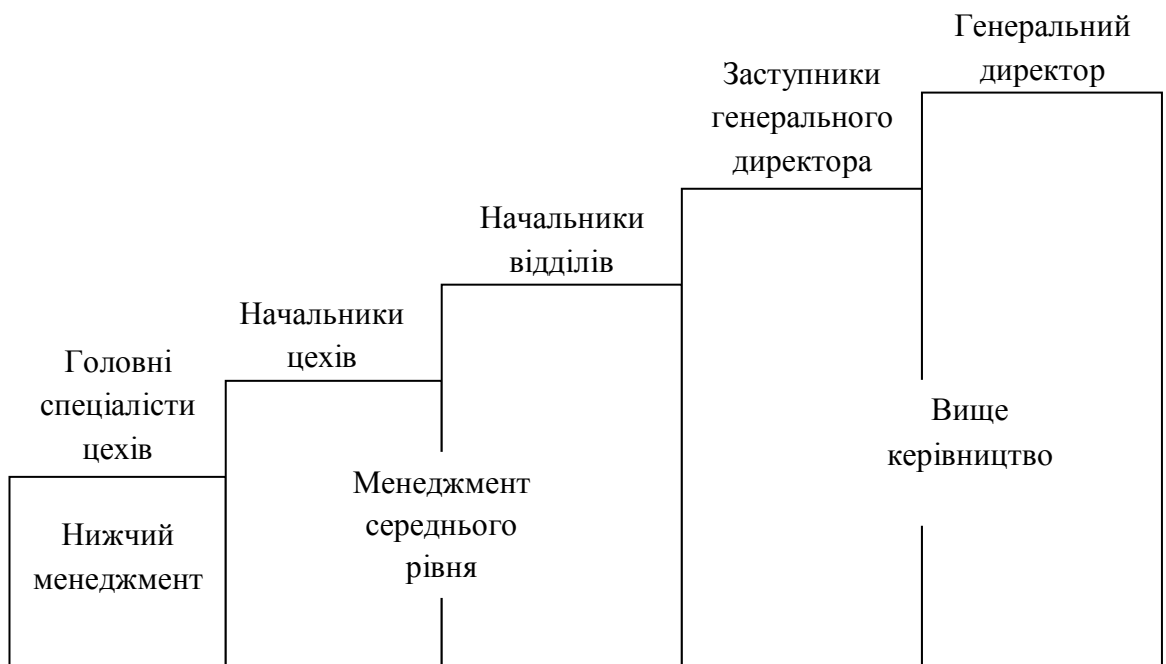 Генеральний
директор
Заступники
генерального
директора
Начальники
відділів
Начальники
цехів
Головні
спеціалісти
цехів
Вище
керівництво
Менеджмент
середнього
рівня
Нижчий
менеджмент